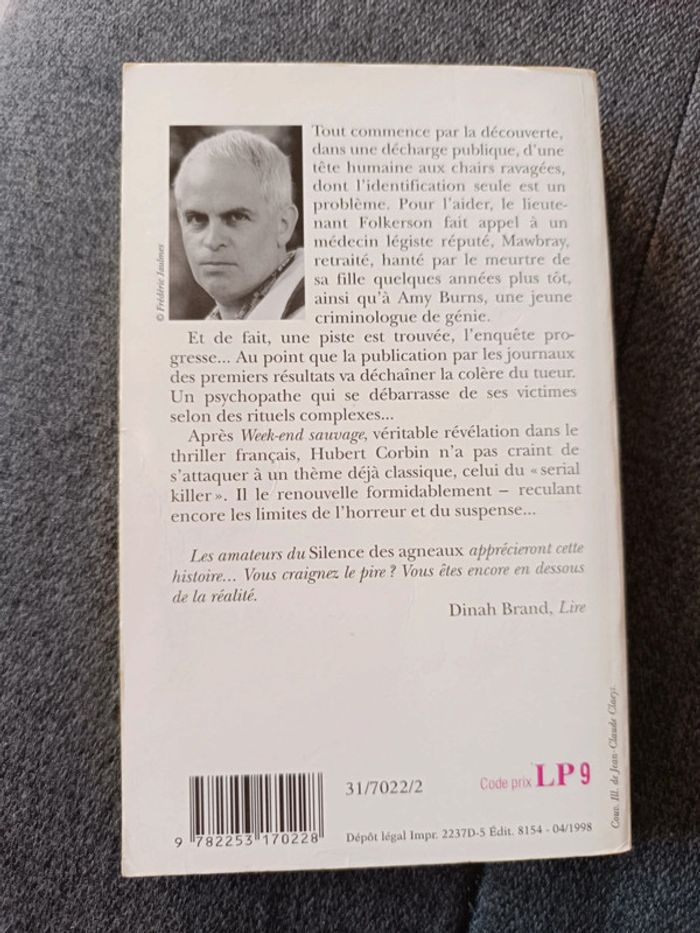 Tout commence par la découverte,
dans une décharge publique, d'une
tête humaine aux chairs ravagées,
dont l'identification seule est un
problème. Pour l'aider, le lieute-
nant Folkerson fait appel à un
médecin légiste réputé, Mawbray,
retraité, hanté par le meurtre de
sa fille quelques années plus tôt,
ainsi qu'à Amy Burns, une jeune
criminologue de génie.
© Frédéric Jaulmes
Et de fait, une piste est trouvée, l'enquête pro-
gresse... Au point que la publication par les journaux
des premiers résultats va déchaîner la colère du tueur.
Un psychopathe qui se débarrasse de ses victimes
selon des rituels complexes...
Après Week-end sauvage, véritable révélation dans le
thriller français, Hubert Corbin n'a pas craint de
s'attaquer à un thème déjà classique, celui du « serial
killer ». Il le renouvelle formidablement – reculant
encore les limites de l'horreur et du suspense...
Les amateurs du Silence des agneaux apprécieront cette
histoire... Vous craignez le pire ? Vous êtes encore en dessous
de la réalité.
Dinah Brand, Lire
Couv. Ill. de Jean-Claude Claeys.
31/7022/2
Code prix LP 9
9 782253 170228
Dépôt légal Impr. 2237D-5 Édit. 8154 - 04/1998